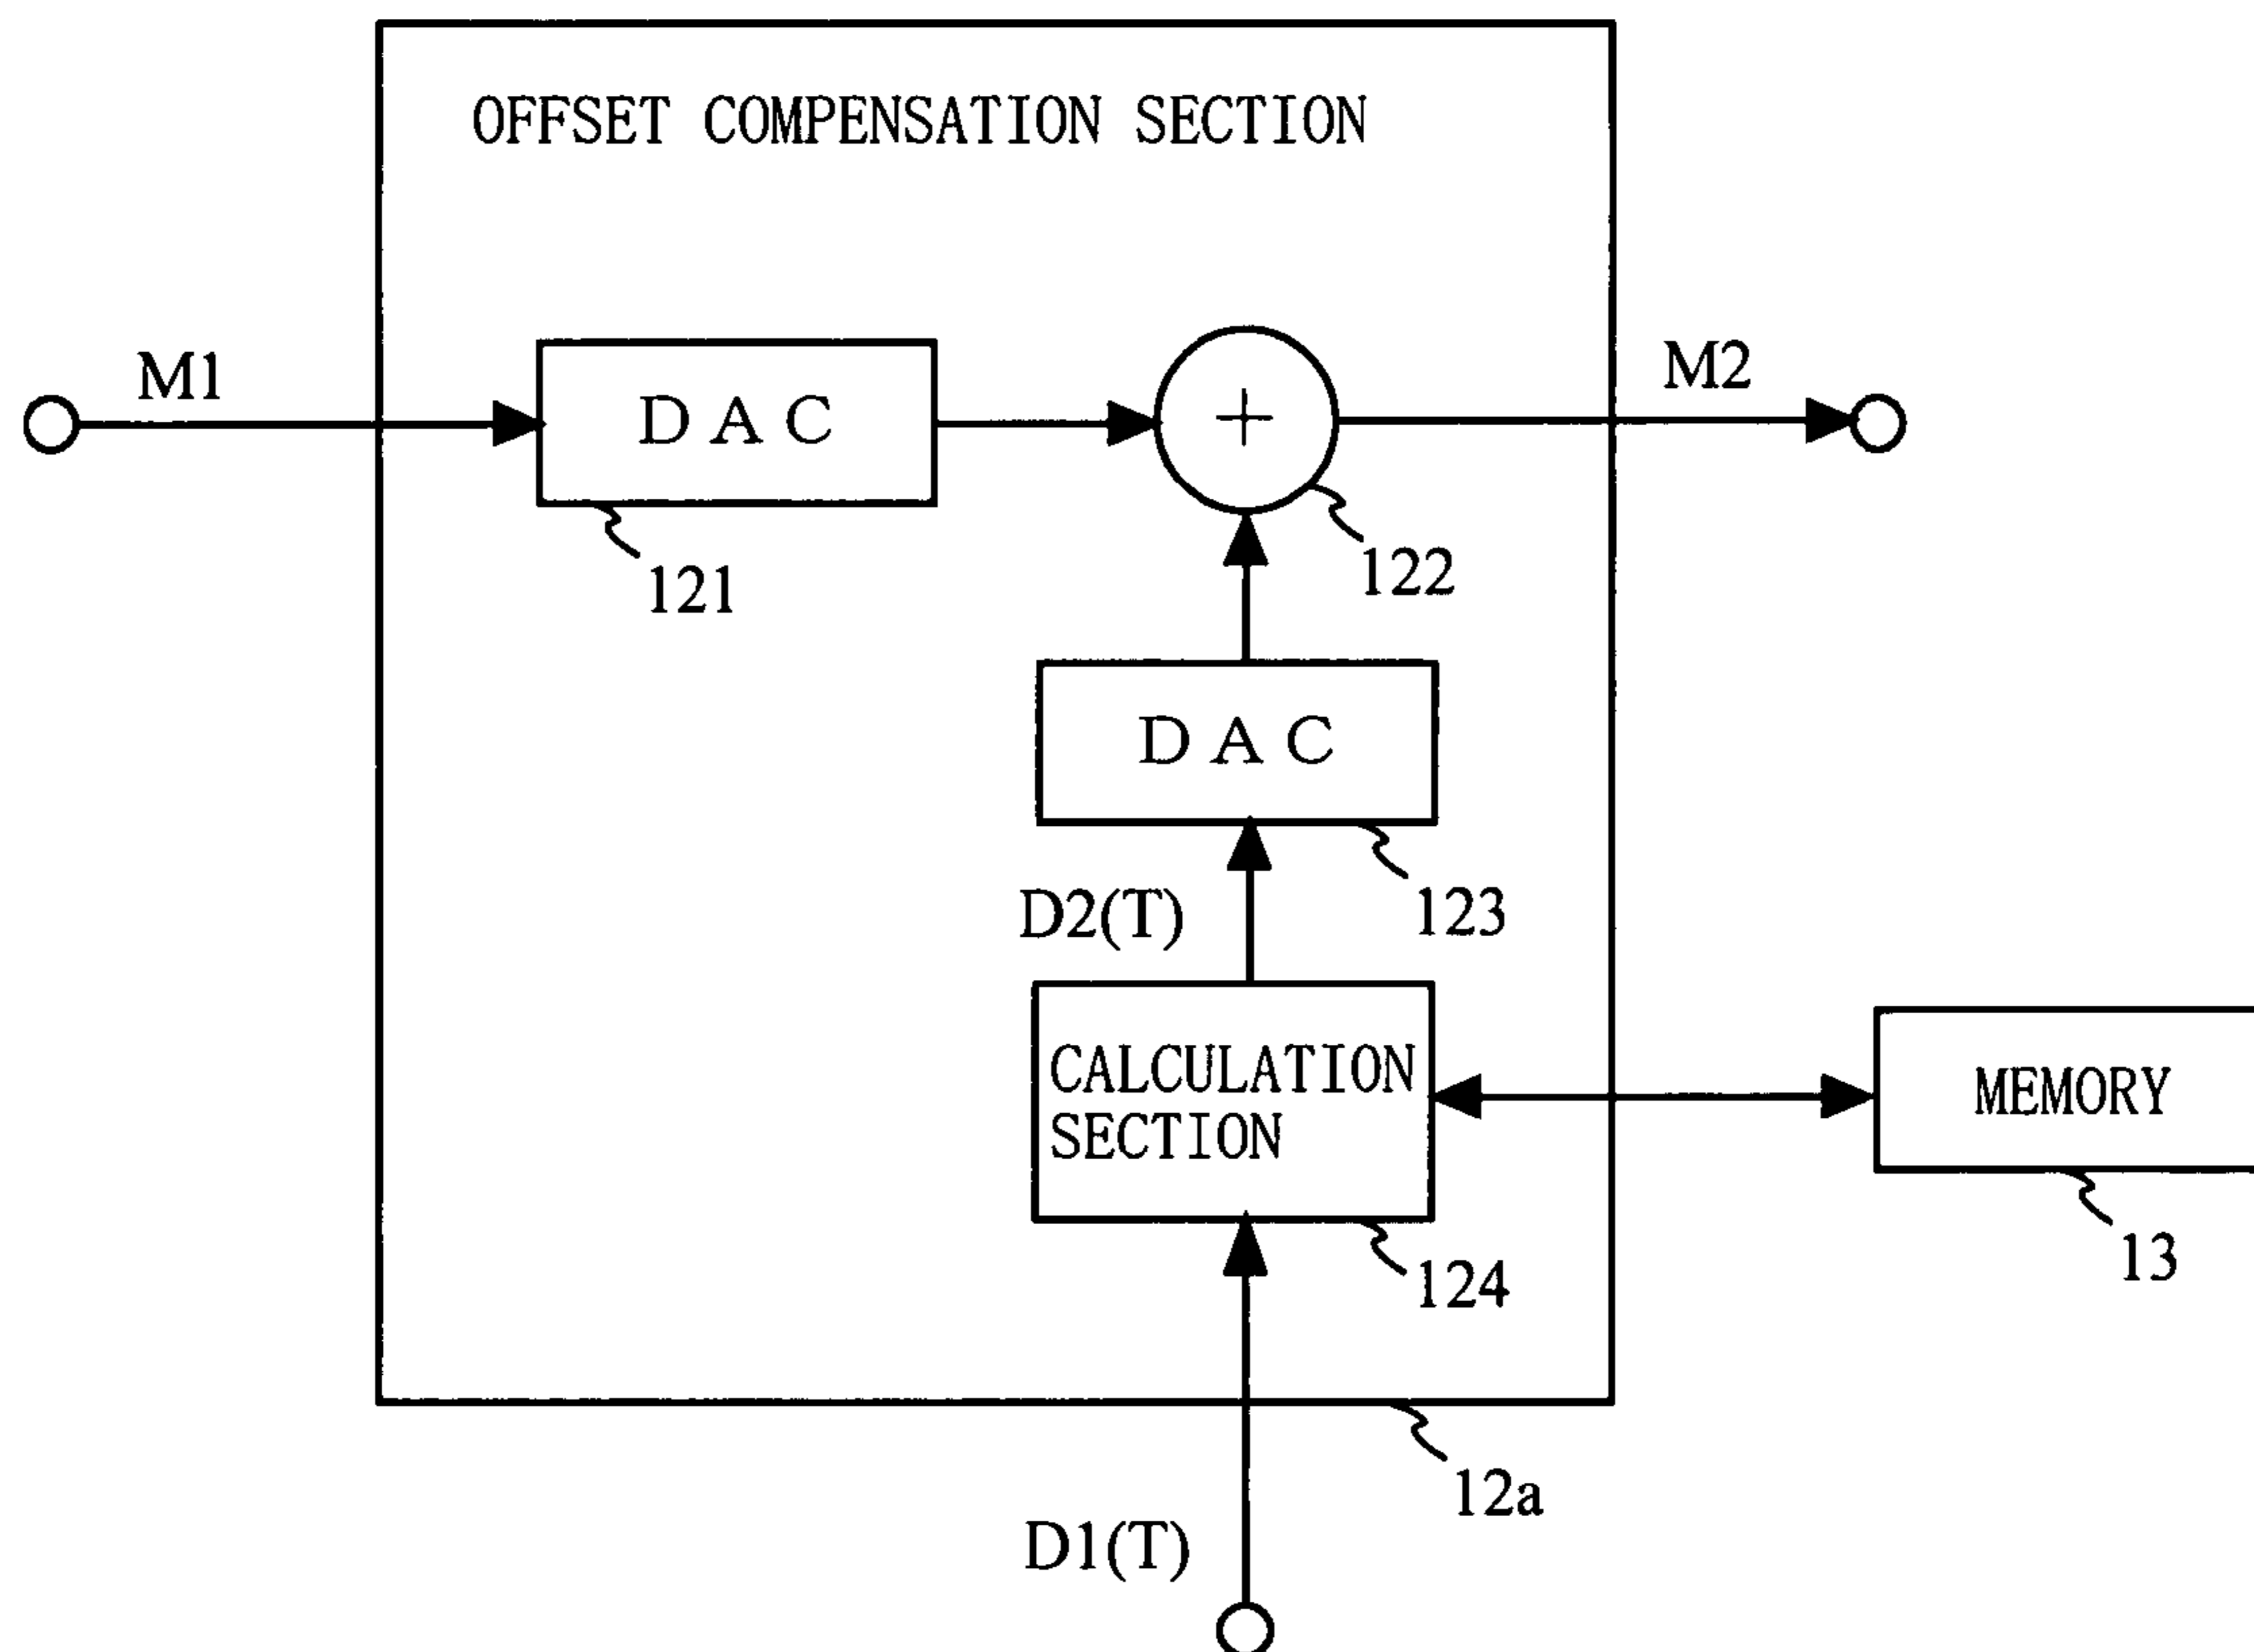 OFFSET COMPENSATION SECTION
M1
D A C
+
M2
121
122
D A C
123
D2(T)
CALCULATION
SECTION
MEMORY
124
13
12a
D1(T)